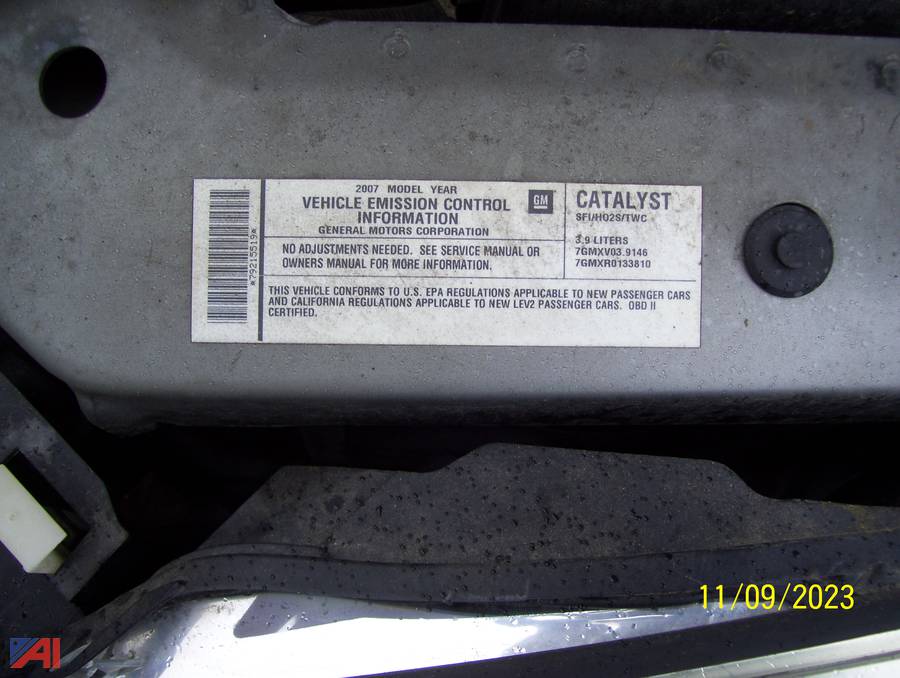 2007 MODEL YEAR
VEHICLE EMISSION CONTROL
INFORMATION
GENERAL MOTORS CORPORATION
GM
NO ADJUSTMENTS NEEDED. SEE SERVICE MANUAL OR
OWNERS MANUAL FOR MORE INFORMATION.
CATALYST
SFI/HO2S/TWC
3.9 LITERS
7GMXV03.9146
7GMXR0133810
THIS VEHICLE CONFORMS TO U.S. EPA REGULATIONS APPLICABLE TO NEW PASSENGER CARS
AND CALIFORNIA REGULATIONS APPLICABLE TO NEW LEV2 PASSENGER CARS. OBD II
CERTIFIED.
*79215519*
11/09/2023
AI